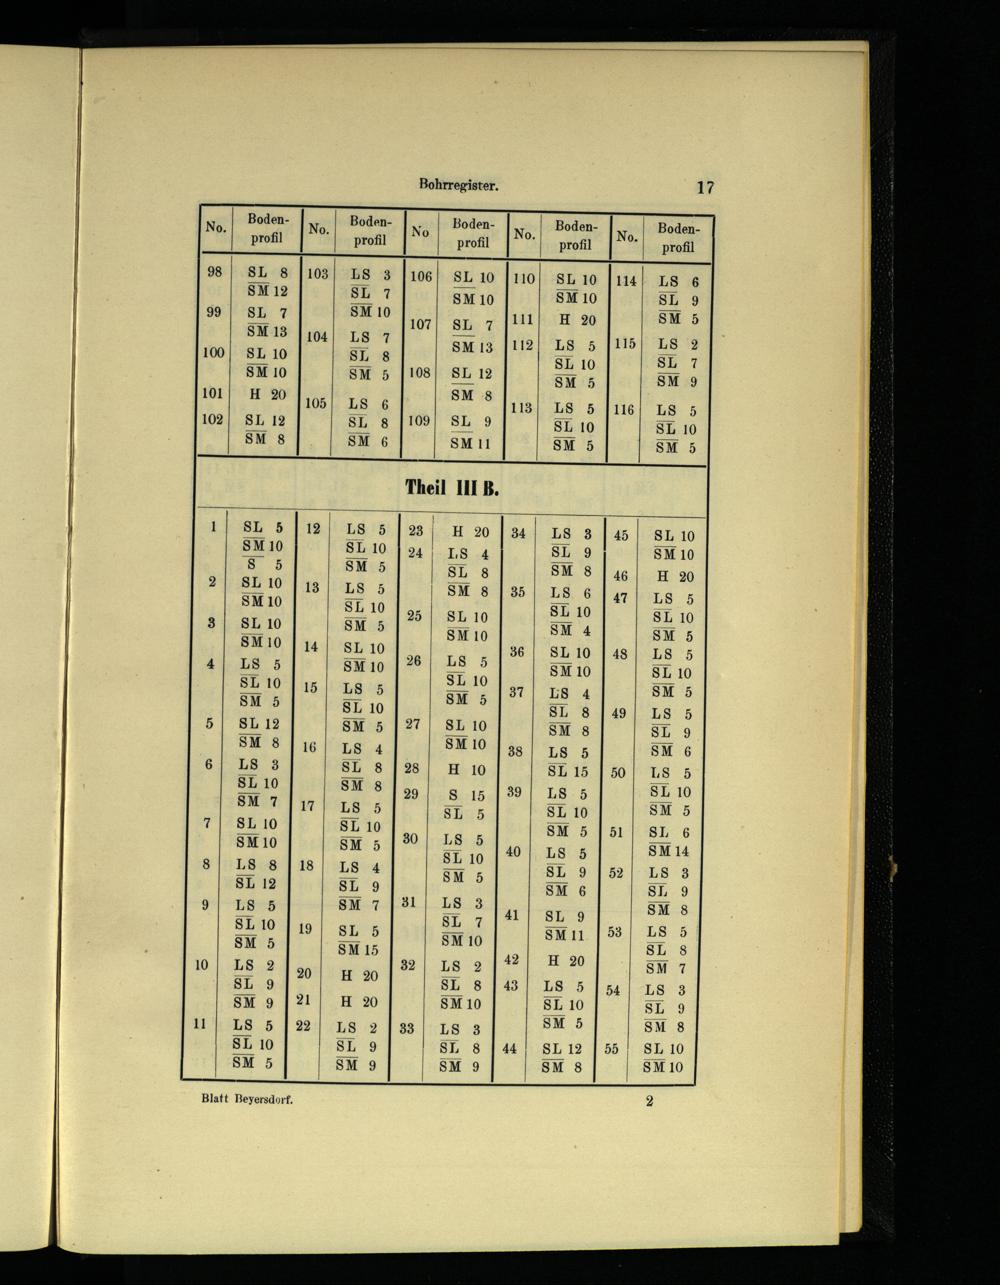 Bohrregister. 17
No. Boden-profil No. Boden-profil No Boden-profil No. Boden-profil No. Boden-profil
98 SL 8
SM 12
99 SL 7
SM 13
100 SL 10
SM 10
101 H 20
102 SL 12
SM 8
103 LS 3
SL 7
SM 10
104 LS 7
SL 8
SM 5
105 LS 6
SL 8
SM 6
106 SL 10
SM 10
107 SL 7
SM 13
108 SL 12
SM 8
109 SL 9
SM 11
110 SL 10
SM 10
111 H 20
112 LS 5
SL 10
SM 5
113 LS 5
SL 10
SM 5
114 LS 6
SL 9
SM 5
115 LS 2
SL 7
SM 9
116 LS 5
SL 10
SM 5
Theil III B.
1 SL 5
SM 10
S 5
2 SL 10
SM 10
3 SL 10
SM 10
4 LS 5
SL 10
SM 5
5 SL 12
SM 8
6 LS 3
SL 10
SM 7
7 SL 10
SM 10
8 LS 8
SL 12
9 LS 5
SL 10
SM 5
10 LS 2
SL 9
SM 9
11 LS 5
SL 10
SM 5
12 LS 5
SL 10
SM 5
13 LS 5
SL 10
SM 5
14 SL 10
SM 10
15 LS 5
SL 10
SM 5
16 LS 4
SL 8
SM 8
17 LS 5
SL 10
SM 5
18 LS 4
SL 9
SM 7
19 SL 5
SM 15
20 H 20
21 H 20
22 LS 2
SL 9
SM 9
23 H 20
24 LS 4
SL 8
SM 8
25 SL 10
SM 10
26 LS 5
SL 10
SM 5
27 SL 10
SM 10
28 H 10
29 S 15
SL 5
30 LS 5
SL 10
SM 5
31 LS 3
SL 7
SM 10
32 LS 2
SL 8
SM 10
33 LS 3
SL 8
SM 9
34 LS 3
SL 9
SM 8
35 LS 6
SL 10
SM 4
36 SL 10
SM 10
37 LS 4
SL 8
SM 8
38 LS 5
SL 15
39 LS 5
SL 10
SM 5
40 LS 5
SL 9
SM 6
41 SL 9
SM 11
42 H 20
43 LS 5
SL 10
SM 5
44 SL 12
SM 8
45 SL 10
SM 10
46 H 20
47 LS 5
SL 10
SM 5
48 LS 5
SL 10
SM 5
49 LS 5
SL 9
SM 6
50 LS 5
SL 10
SM 5
51 SL 6
SM 14
52 LS 3
SL 9
SM 8
53 LS 5
SL 8
SM 7
54 LS 3
SL 9
SM 8
55 SL 10
SM 10
Blatt Beyersdorf. 2